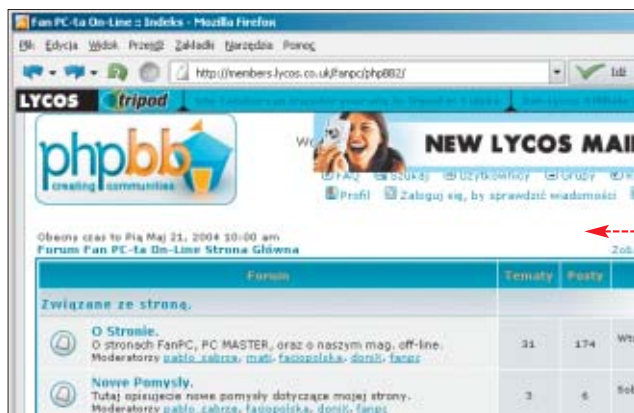 Fan PC-ta On-Line :: Indeks - Mozilla Firefox
Plik Edycja Widok Przejdź Zakładki Narzędzia Pomoc
http://members.lycos.co.uk/fanpc/phpBB2/
Idź
LYCOS tripod
phpbb
creating communities
NEW LYCOS MAI
FAQ Szukaj Użytkownicy Grupy
Profil Zaloguj się, by sprawdzić wiadomości
Obecny czas to Pią Maj 21, 2004 10:00 am
Forum Fan PC-ta On-Line Strona Główna
Forum Tematy Posty
Związane ze stroną.
O Stronie.
O stronach FanPC, PC MASTER, oraz o naszym mag. off-line.
31 174
Moderatorzy pablo_zabrze, mati, faciopolska, doniX, fanpc
Nowe Pomysly.
Tutaj opisujecie nowe pomysly dotyczące mojej strony.
3 6
Moderatorzy pablo_zabrze, faciopolska, doniX, fanpc